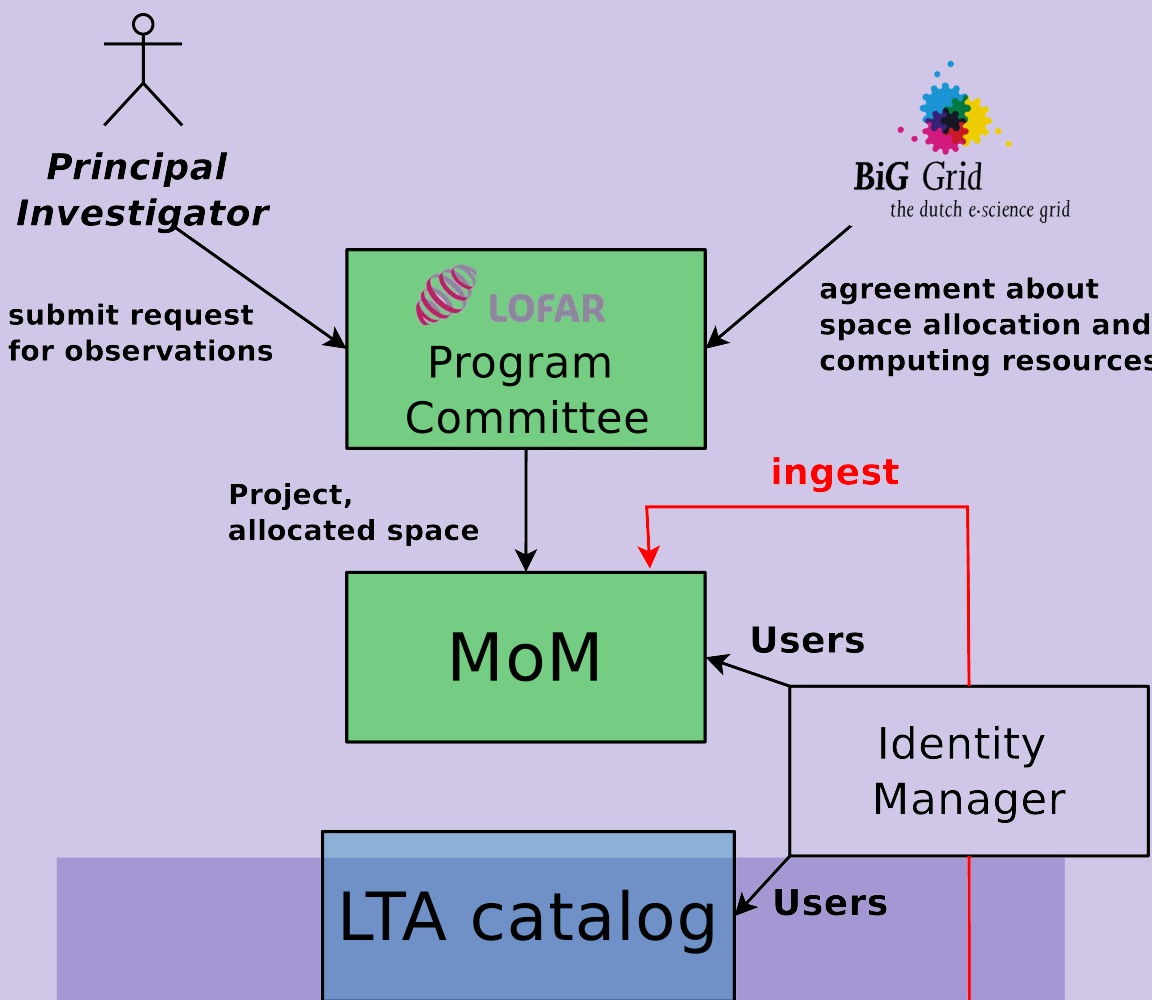 Principal
Investigator
BiG Grid
the dutch e-science grid
submit request
for observations
LOFAR
Program
Committee
agreement about
space allocation and
computing resources
Project,
allocated space
ingest
MoM
Users
Identity
Manager
LTA catalog
Users